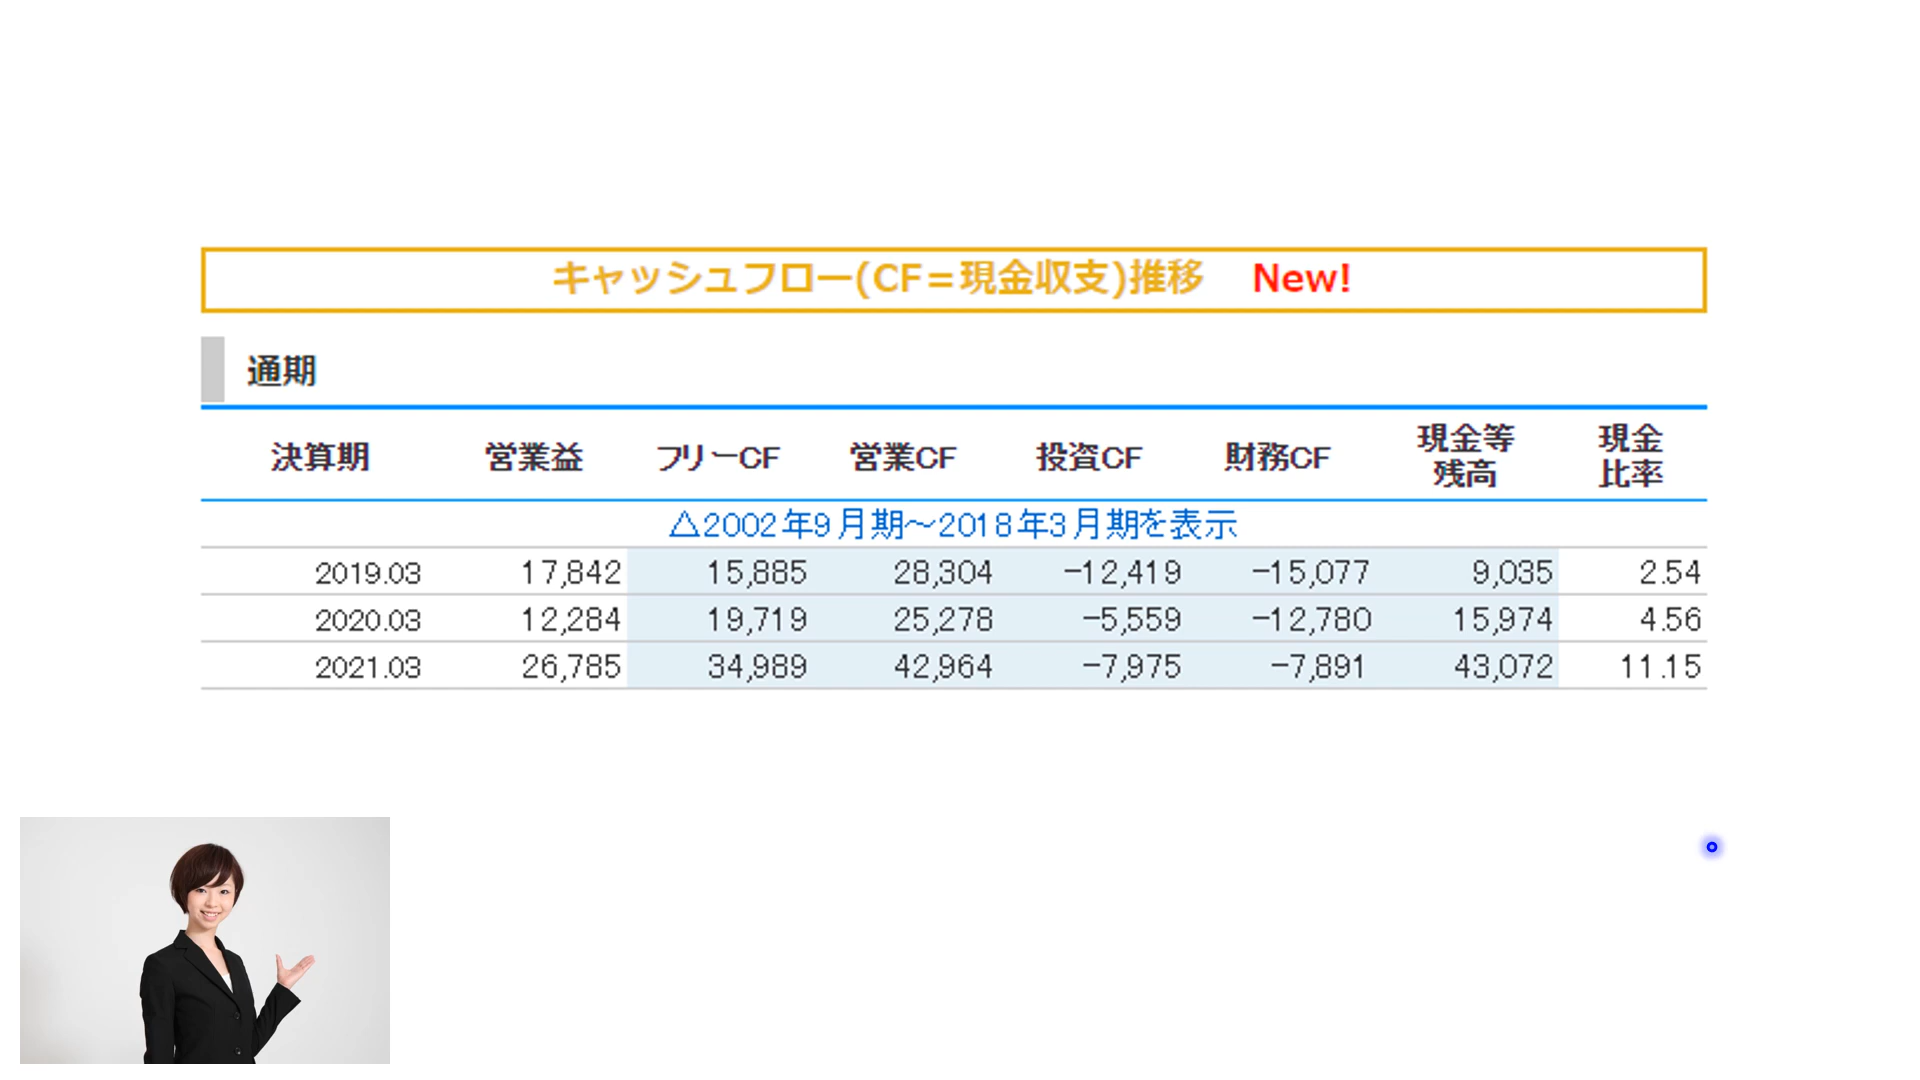 キャッシュフロー(CF=現金収支)推移 New!
通期
決算期 営業益 フリーCF 営業CF 投資CF 財務CF 現金等残高 現金比率
△2002年9月期～2018年3月期を表示
2019.03 17,842 15,885 28,304 -12,419 -15,077 9,035 2.54
2020.03 12,284 19,719 25,278 -5,559 -12,780 15,974 4.56
2021.03 26,785 34,989 42,964 -7,975 -7,891 43,072 11.15